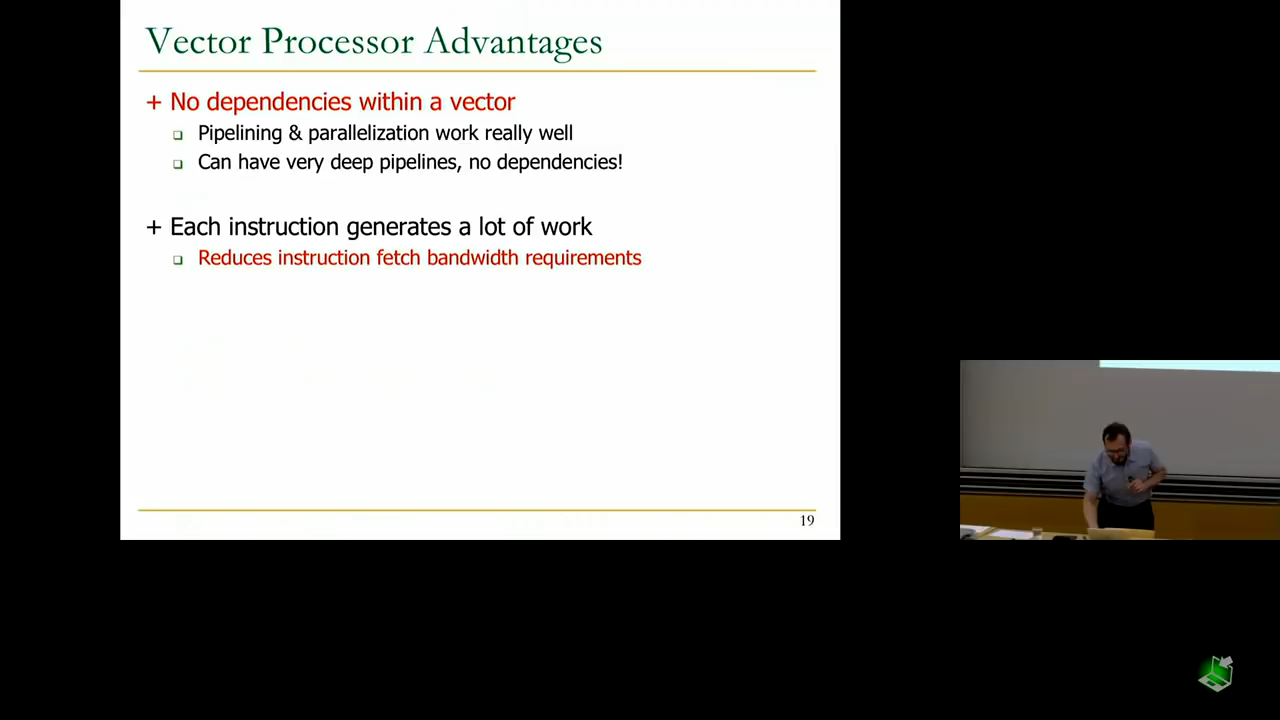 Vector Processor Advantages
+ No dependencies within a vector
❑ Pipelining & parallelization work really well
❑ Can have very deep pipelines, no dependencies!
+ Each instruction generates a lot of work
❑ Reduces instruction fetch bandwidth requirements
19